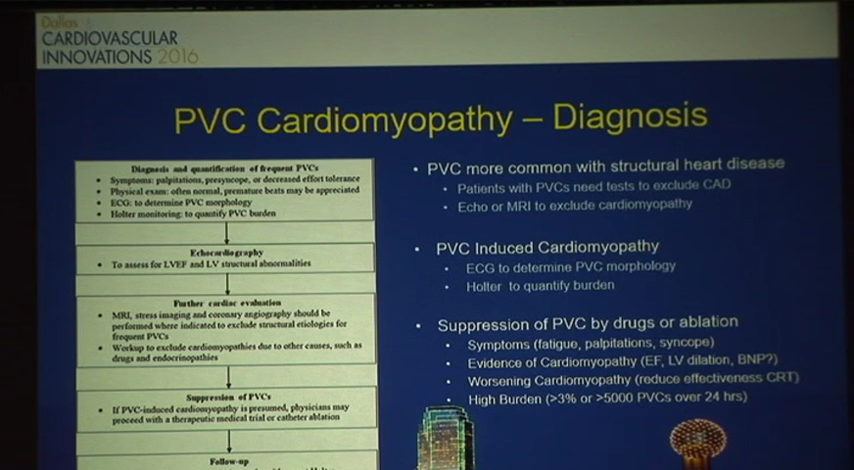 Dallas
CARDIOVASCULAR
INNOVATIONS 2016
PVC Cardiomyopathy – Diagnosis
Diagnosis and quantification of frequent PVCs
• Symptoms: palpitations, presyncope, or decreased effort tolerance
• Physical exam: often normal, premature beats may be appreciated
• ECG: to determine PVC morphology
• Holter monitoring: to quantify PVC burden
Echocardiography
• To assess for LVEF and LV structural abnormalities
Further cardiac evaluation
• MRI, stress imaging and coronary angiography should be
performed where indicated to exclude structural etiologies for
frequent PVCs
• Workup to exclude cardiomyopathies due to other causes, such as
drugs and endocrinopathies
Suppression of PVCs
• If PVC-induced cardiomyopathy is presumed, physicians may
proceed with a therapeutic medical trial or catheter ablation
Follow-up
• PVC more common with structural heart disease
• Patients with PVCs need tests to exclude CAD
• Echo or MRI to exclude cardiomyopathy
• PVC Induced Cardiomyopathy
• ECG to determine PVC morphology
• Holter to quantify burden
• Suppression of PVC by drugs or ablation
• Symptoms (fatigue, palpitations, syncope)
• Evidence of Cardiomyopathy (EF, LV dilation, BNP?)
• Worsening Cardiomyopathy (reduce effectiveness CRT)
• High Burden (>3% or >5000 PVCs over 24 hrs)